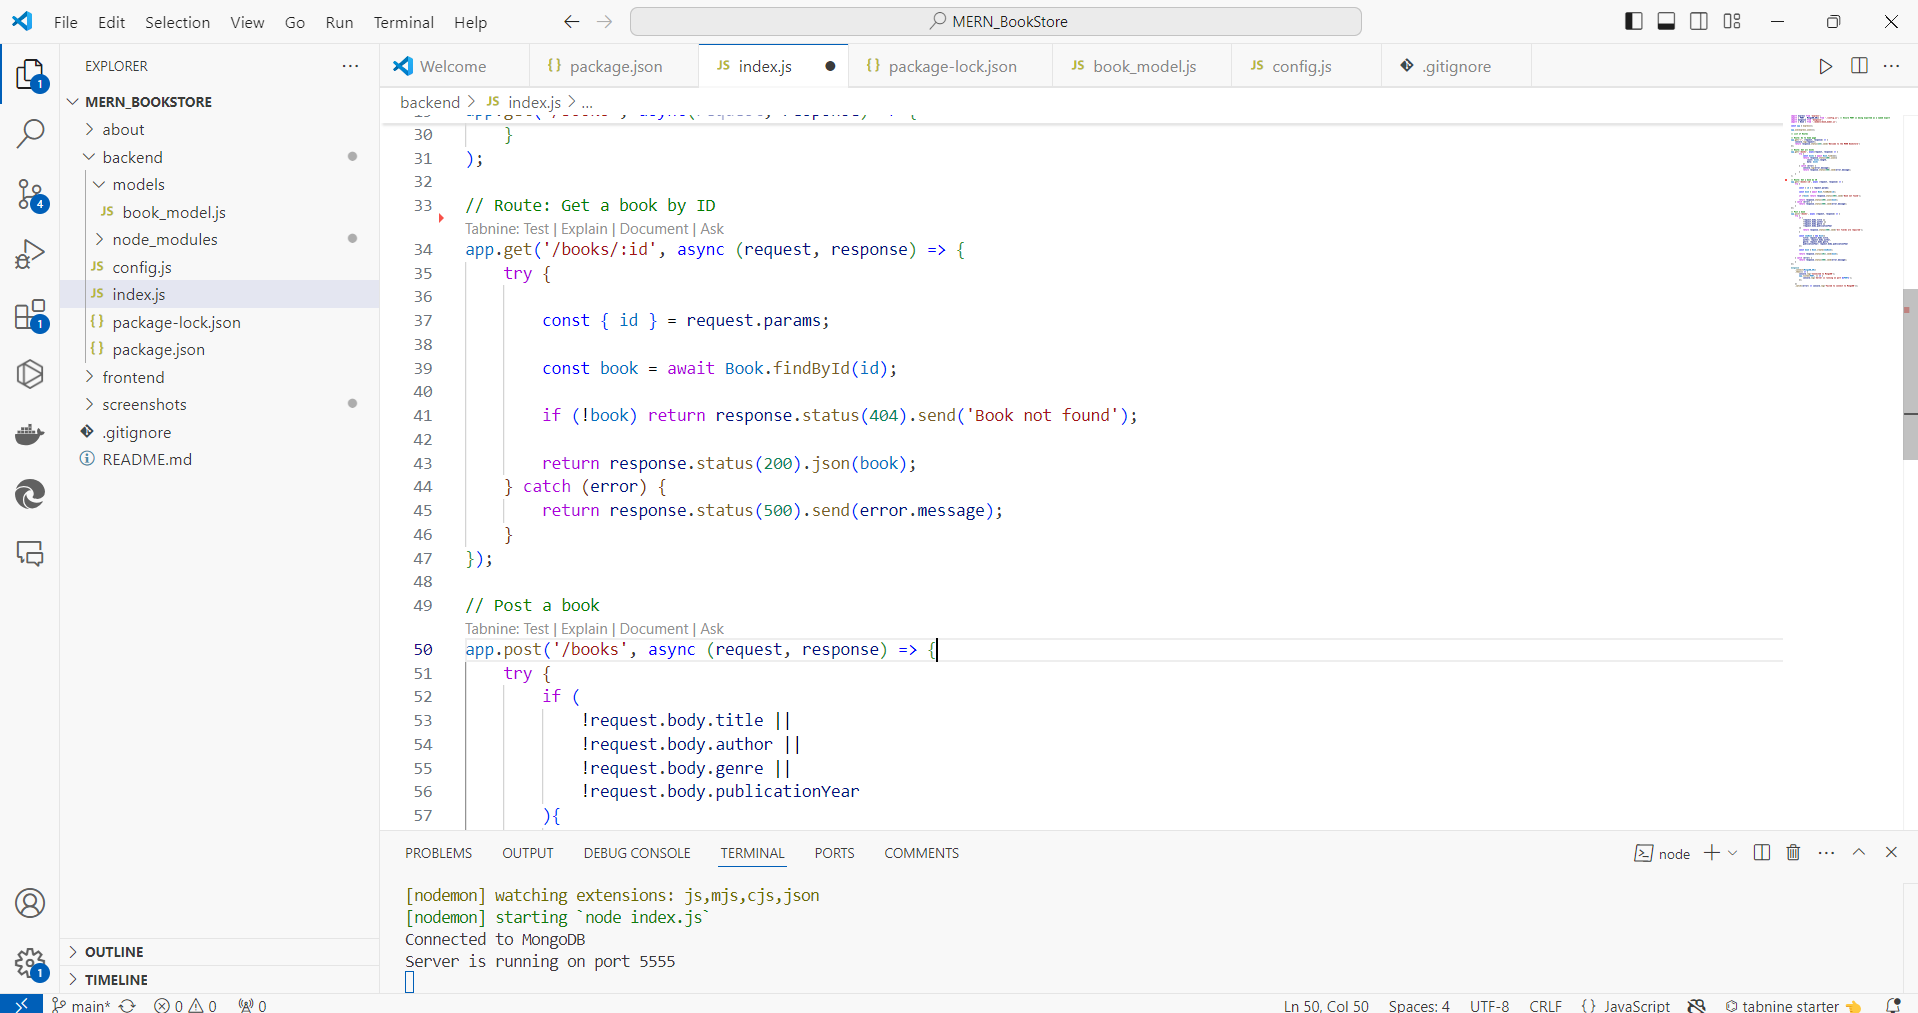 File Edit Selection View Go Run Terminal Help
MERN_BookStore
EXPLORER
MERN_BOOKSTORE
about
backend
models
JS book_model.js
node_modules
JS config.js
JS index.js
{} package-lock.json
{} package.json
frontend
screenshots
.gitignore
README.md
OUTLINE
TIMELINE
1
4
1
1
Welcome
{} package.json
JS index.js
{} package-lock.json
JS book_model.js
JS config.js
.gitignore
backend > JS index.js > ...
30 }
31 );
32
33 // Route: Get a book by ID
Tabnine: Test | Explain | Document | Ask
34 app.get('/books/:id', async (request, response) => {
35 try {
36
37 const { id } = request.params;
38
39 const book = await Book.findById(id);
40
41 if (!book) return response.status(404).send('Book not found');
42
43 return response.status(200).json(book);
44 } catch (error) {
45 return response.status(500).send(error.message);
46 }
47 });
48
49 // Post a book
Tabnine: Test | Explain | Document | Ask
50 app.post('/books', async (request, response) => {
51 try {
52 if (
53 !request.body.title ||
54 !request.body.author ||
55 !request.body.genre ||
56 !request.body.publicationYear
57 ){
PROBLEMS OUTPUT DEBUG CONSOLE TERMINAL PORTS COMMENTS
node
[nodemon] watching extensions: js,mjs,cjs,json
[nodemon] starting `node index.js`
Connected to MongoDB
Server is running on port 5555
main* 0 0 0
Ln 50, Col 50 Spaces: 4 UTF-8 CRLF {} JavaScript tabnine starter